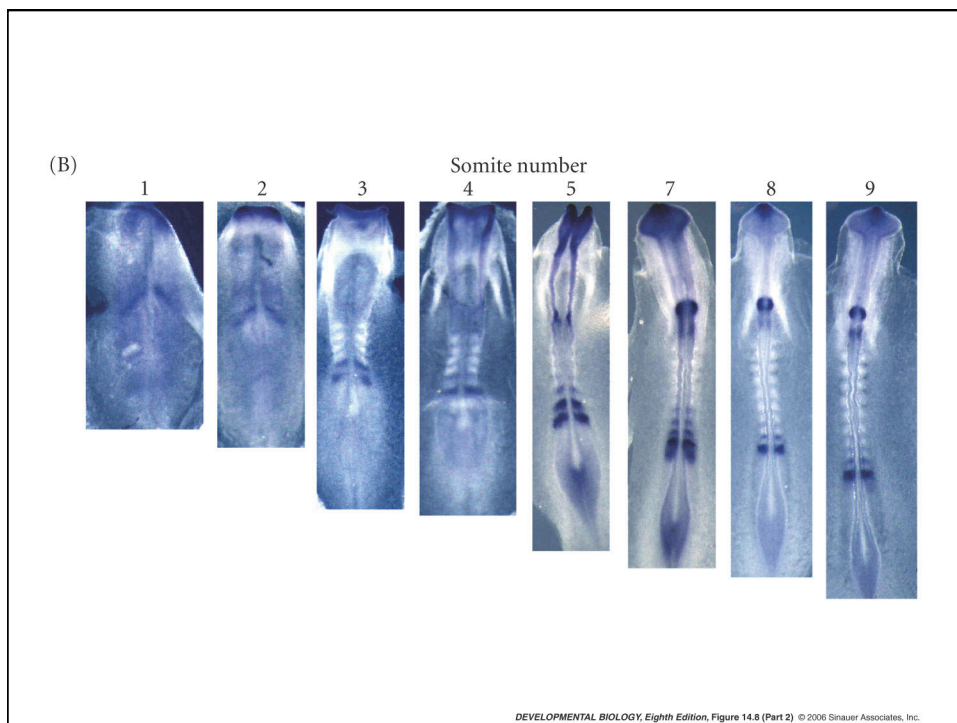 (B)
Somite number
1 2 3 4 5 7 8 9
DEVELOPMENTAL BIOLOGY, Eighth Edition, Figure 14.8 (Part 2) © 2006 Sinauer Associates, Inc.